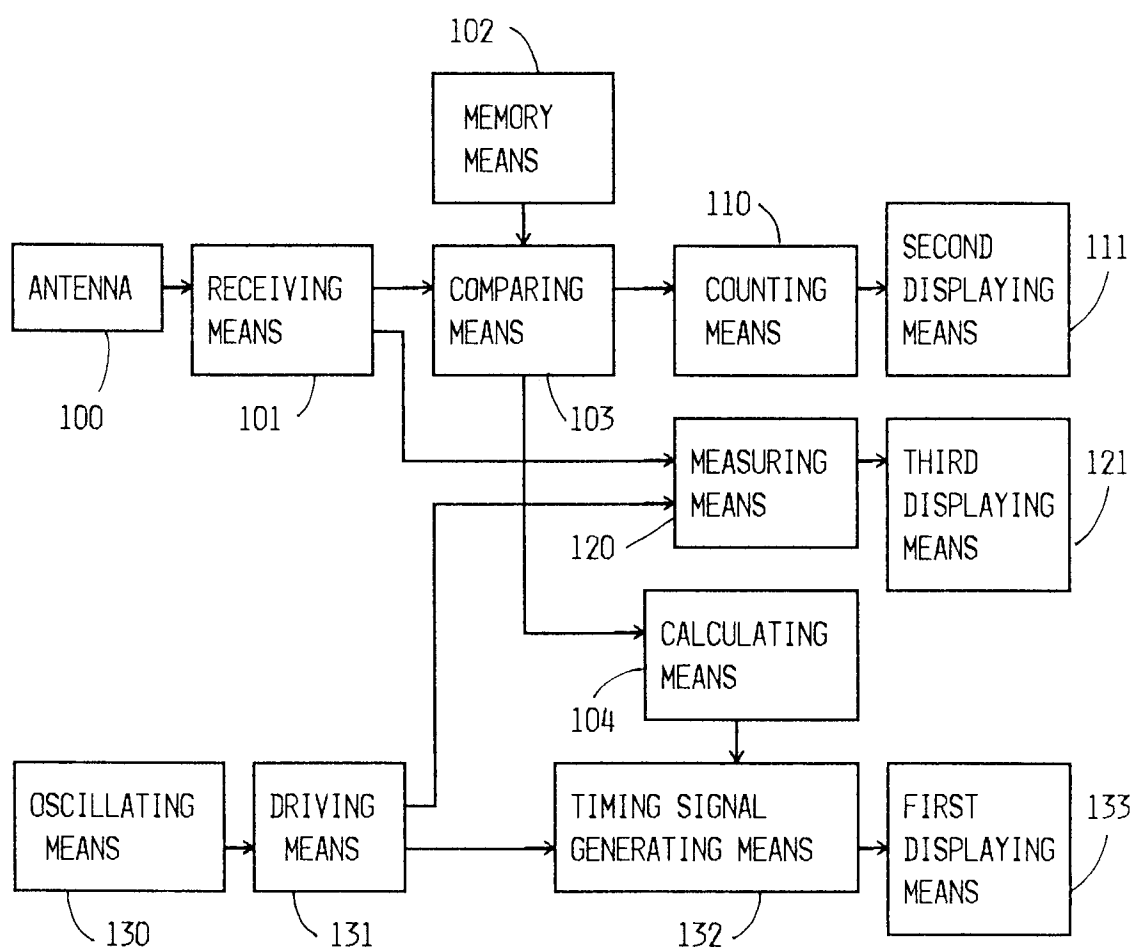 102
MEMORY
MEANS
110
ANTENNA
RECEIVING
MEANS
COMPARING
MEANS
COUNTING
MEANS
SECOND
DISPLAYING
MEANS
111
100
101
103
MEASURING
MEANS
120
THIRD
DISPLAYING
MEANS
121
CALCULATING
MEANS
104
OSCILLATING
MEANS
DRIVING
MEANS
TIMING SIGNAL
GENERATING MEANS
FIRST
DISPLAYING
MEANS
133
130
131
132